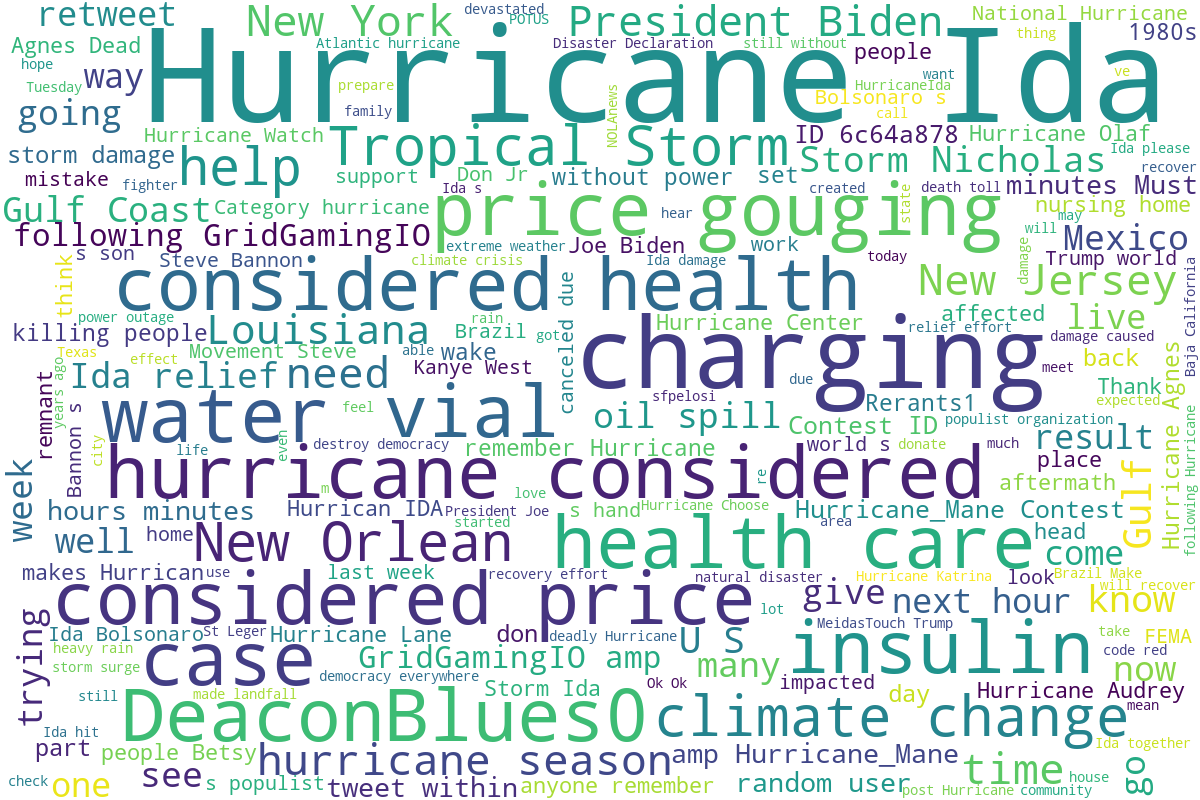 retweet
New York
devastated
POTUS
President Biden
National Hurricane
thing
1980s
Agnes Dead
hope
Tuesday
way
Atlantic hurricane
Disaster Declaration
still without
people
Hurricane Ida
prepare
family
HurricaneIda
want
ve
Bolsonaro s
call
going
Hurricane Watch
NOLAnews
Tropical Storm
ID 6c64a878
Hurricane Olaf
storm damage
help
Storm Nicholas
Ida please
recover
mistake
fighter
support
Don Jr
without power
set
Ida s
created
death toll
minutes Must
Gulf Coast
Category hurricane
price gouging
hear
state
nursing home
following GridGamingIO
extreme weather
Joe Biden
work
may
will
Mexico
s son
Steve Bannon
climate crisis
Ida damage
today
damage
Trump world
think
considered health
canceled due
New Jersey
Baja California
power outage
rain
affected
live
killing people
Louisiana
Brazil
got
Hurricane Center
relief effort
damage caused
Texas
effect
Movement Steve
able
wake
charging
back
years ago
remnant
Ida relief
need
Kanye West
due
meet
Thank
expected
Bannon s
water vial
feel
sfpelosi
Rerants1
oil spill
Contest ID
populist organization
Hurricane Agnes
following Hurricane
city
life
even
destroy democracy
remember Hurricane
world s
donate
much
result
place
week
hurricane considered
re
aftermath
Gulf
m
love
hours minutes
Hurrican IDA
President Joe
s hand
Hurricane Choose
Hurricane_Mane Contest
well
home
New Orlean
started
health care
area
head
come
makes Hurrican
use
last week
recovery effort
natural disaster
Hurricane Katrina
look
Brazil Make
will recover
trying
considered price
lot
give
next hour
know
Ida Bolsonaro
St Leger
Hurricane Lane
don
deadly Hurricane
U S
MeidasTouch Trump
take
FEMA
heavy rain
storm surge
case
GridGamingIO amp
many
insulin
code red
now
democracy everywhere
Ok Ok
impacted
still
made landfall
Storm Ida
day
Hurricane Audrey
mean
DeaconBlues0
climate change
Ida hit
part
people Betsy
hurricane season
amp Hurricane_Mane
Ida together
check
one
see
s populist
tweet within
anyone remember
random user
time
post Hurricane
house
community
go